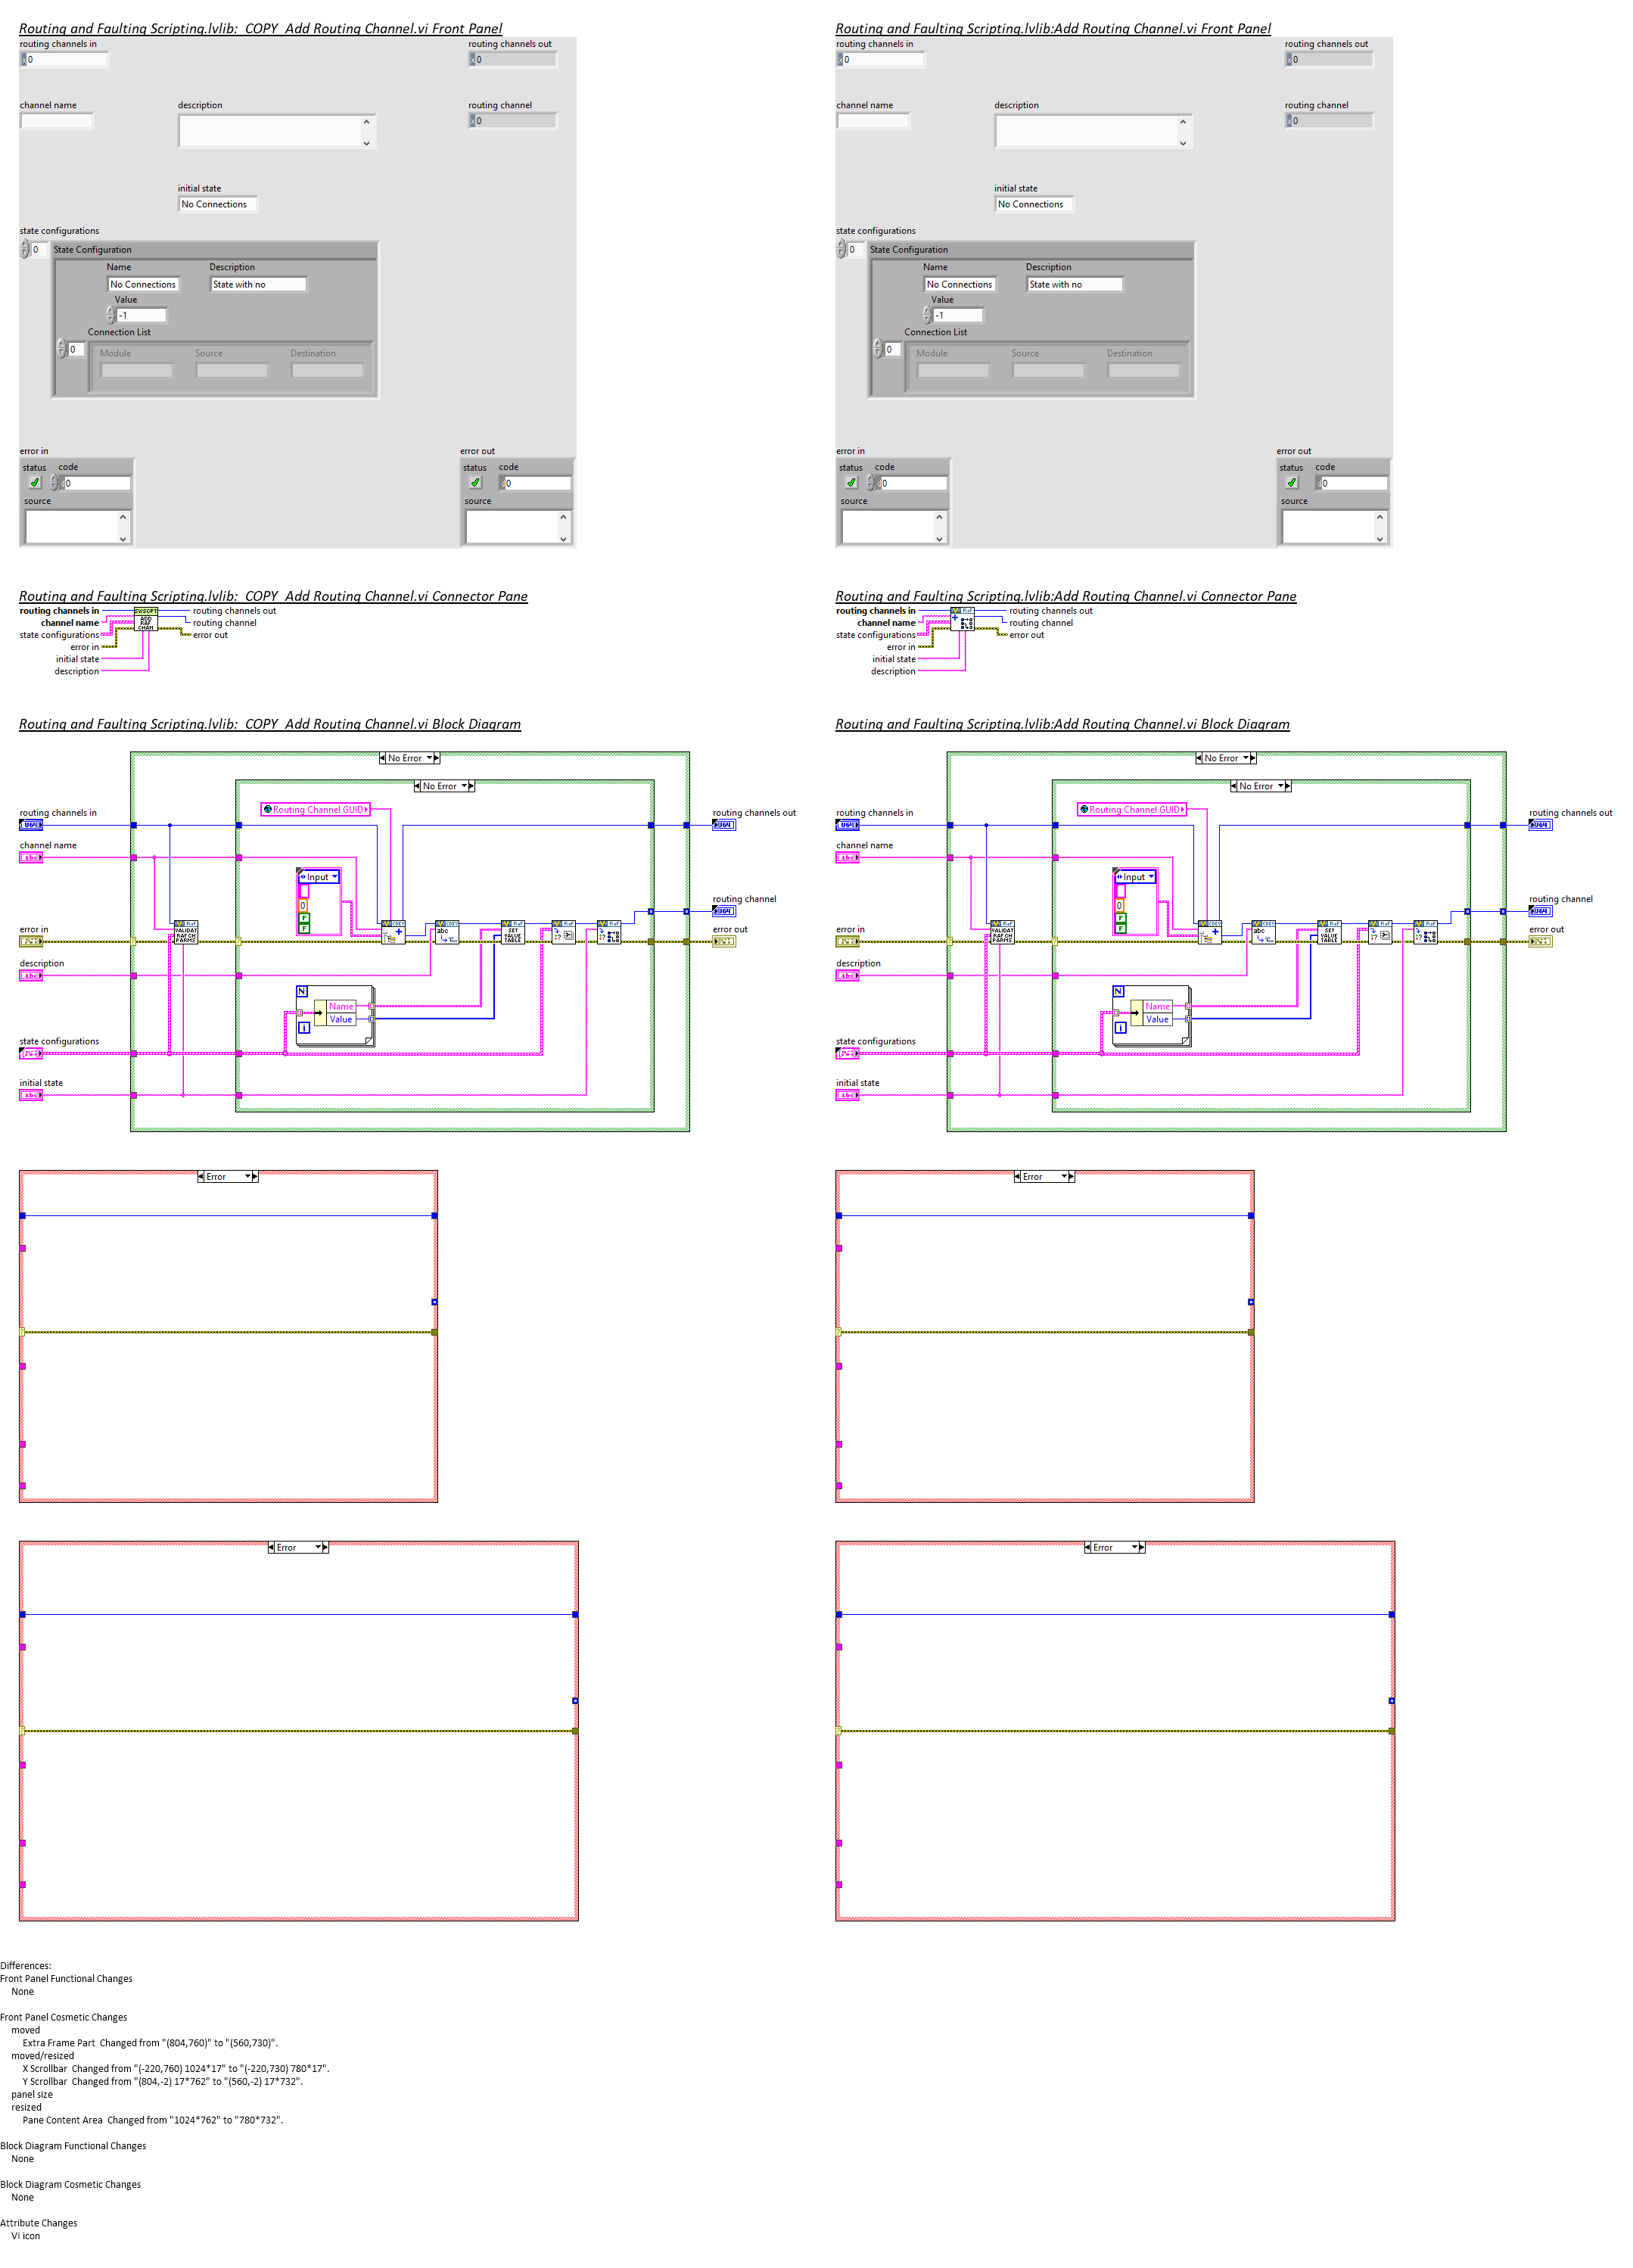 Routing and Faulting Scripting.lvlib:_COPY_Add Routing Channel.vi Front Panel
routing channels in
routing channels out
0
0
channel name
description
routing channel
0
initial state
No Connections
state configurations
0
State Configuration
Name
Description
No Connections
State with no
Value
-1
Connection List
0
Module
Source
Destination
error in
error out
status
code
status
code
0
0
source
source
Routing and Faulting Scripting.lvlib:Add Routing Channel.vi Front Panel
routing channels in
routing channels out
0
0
channel name
description
routing channel
0
initial state
No Connections
state configurations
0
State Configuration
Name
Description
No Connections
State with no
Value
-1
Connection List
0
Module
Source
Destination
error in
error out
status
code
status
code
0
0
source
source
Routing and Faulting Scripting.lvlib:_COPY_Add Routing Channel.vi Connector Pane
routing channels in
channel name
state configurations
error in
initial state
description
ADD
RAF
CHAN
routing channels out
routing channel
error out
Routing and Faulting Scripting.lvlib:Add Routing Channel.vi Connector Pane
routing channels in
channel name
state configurations
error in
initial state
description
routing channels out
routing channel
error out
Routing and Faulting Scripting.lvlib:_COPY_Add Routing Channel.vi Block Diagram
No Error
No Error
Routing Channel GUID
routing channels in
routing channels out
channel name
abc
Input
0
F
F
routing channel
error in
VALIDAT
RAF CH
PARMS
abc
SET
VALUE
TABLE
error out
description
abc
N
Name
Value
i
state configurations
initial state
abc
Routing and Faulting Scripting.lvlib:Add Routing Channel.vi Block Diagram
No Error
No Error
Routing Channel GUID
routing channels in
routing channels out
channel name
abc
Input
0
F
F
routing channel
error in
VALIDAT
RAF CH
PARMS
abc
SET
VALUE
TABLE
error out
description
abc
N
Name
Value
i
state configurations
initial state
abc
Error
Error
Error
Error
Differences:
Front Panel Functional Changes
None
Front Panel Cosmetic Changes
moved
Extra Frame Part  Changed from "(804,760)" to "(560,730)".
moved/resized
X Scrollbar  Changed from "(-220,760) 1024*17" to "(-220,730) 780*17".
Y Scrollbar  Changed from "(804,-2) 17*762" to "(560,-2) 17*732".
panel size
resized
Pane Content Area  Changed from "1024*762" to "780*732".
Block Diagram Functional Changes
None
Block Diagram Cosmetic Changes
None
Attribute Changes
VI icon